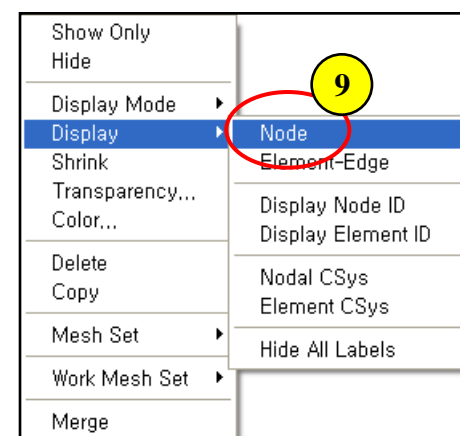 Show Only
Hide
Display Mode
Display
Shrink
Transparency,,,
Color,,,
Delete
Copy
Mesh Set
Work Mesh Set
Merge
9
Node
Element-Edge
Display Node ID
Display Element ID
Nodal CSys
Element CSys
Hide All Labels